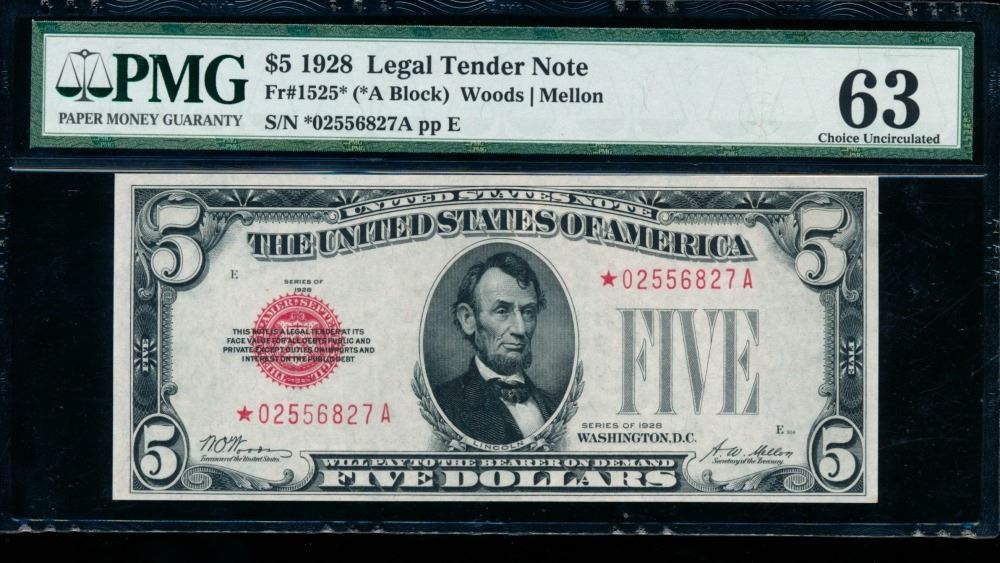 PMG
PAPER MONEY GUARANTY
$5 1928 Legal Tender Note
Fr#1525* (*A Block) Woods | Mellon
S/N *02556827A pp E
63
Choice Uncirculated
5
5
UNITED STATES NOTE
THE UNITED STATES OF AMERICA
E
SERIES OF
1928
★02556827A
THIS NOTE IS A LEGAL TENDER AT ITS
FACE VALUE FOR ALL DEBTS PUBLIC AND
PRIVATE EXCEPT DUTIES ON IMPORTS AND
INTEREST ON THE PUBLIC DEBT
FIVE
FIVE
FIVE
★02556827A
SERIES OF 1928
WASHINGTON, D.C.
E
LINCOLN
5
5
W.O. Woods
Treasurer of the United States
A. W. Mellon
Secretary of the Treasury
WILL PAY TO THE BEARER ON DEMAND
FIVE DOLLARS